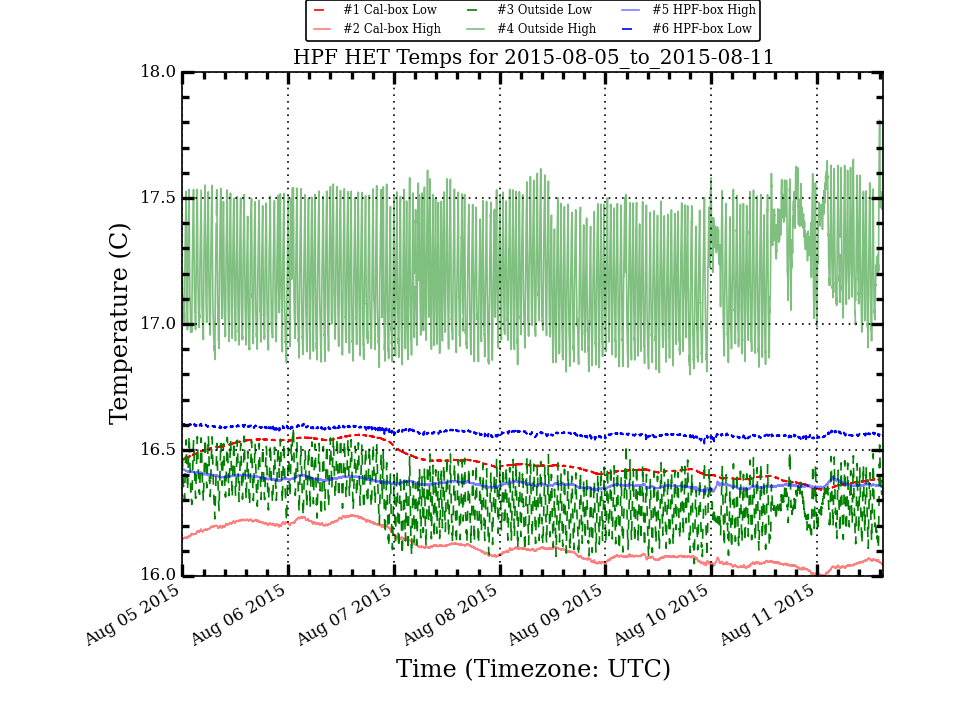 #1 Cal-box Low #3 Outside Low #5 HPF-box High
#2 Cal-box High #4 Outside High #6 HPF-box Low
HPF HET Temps for 2015-08-05_to_2015-08-11
18.0
17.5
17.0
16.5
16.0
Temperature (C)
Aug 05 2015 Aug 06 2015 Aug 07 2015 Aug 08 2015 Aug 09 2015 Aug 10 2015 Aug 11 2015
Time (Timezone: UTC)